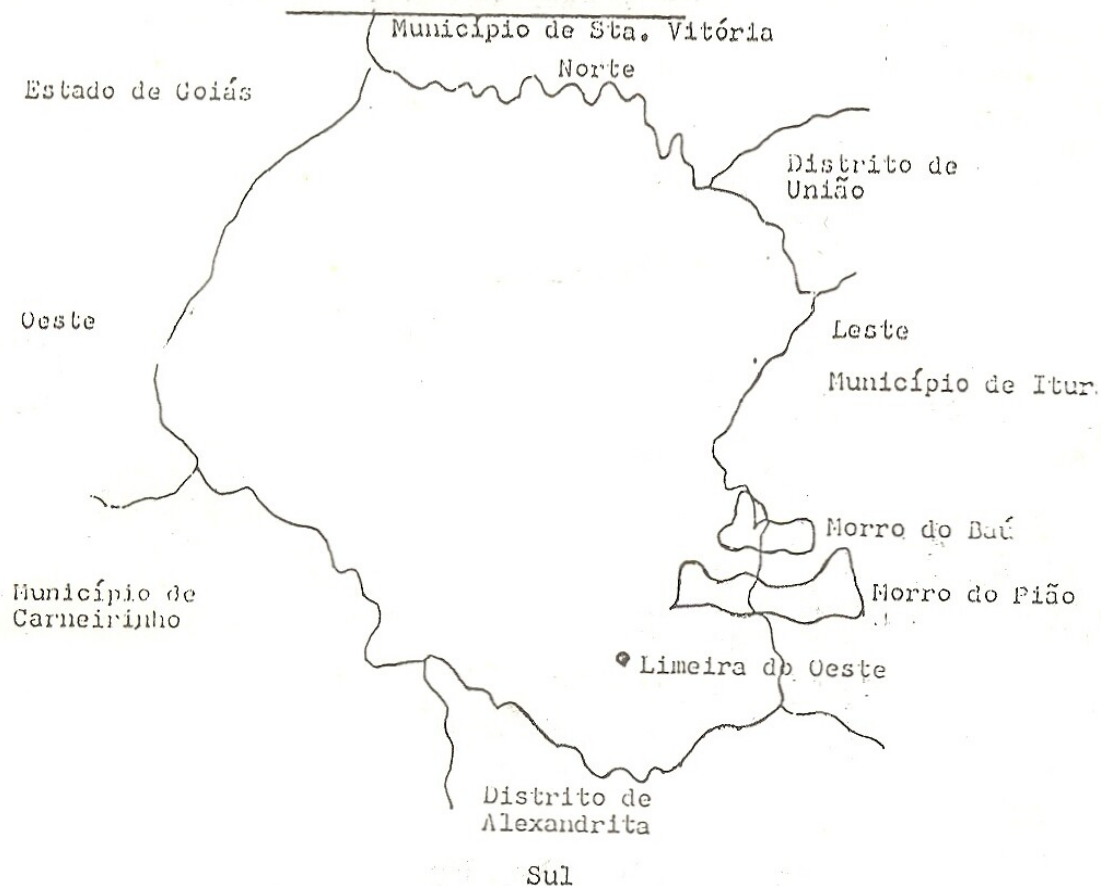 Município de Sta. Vitória
Norte
Estado de Goiás
Distrito de
União
Oeste
Leste
Município de Itur.
Morro do Baú
Município de
Carneirinho
Morro do Pião
Limeira do Oeste
Distrito de
Alexandrita
Sul